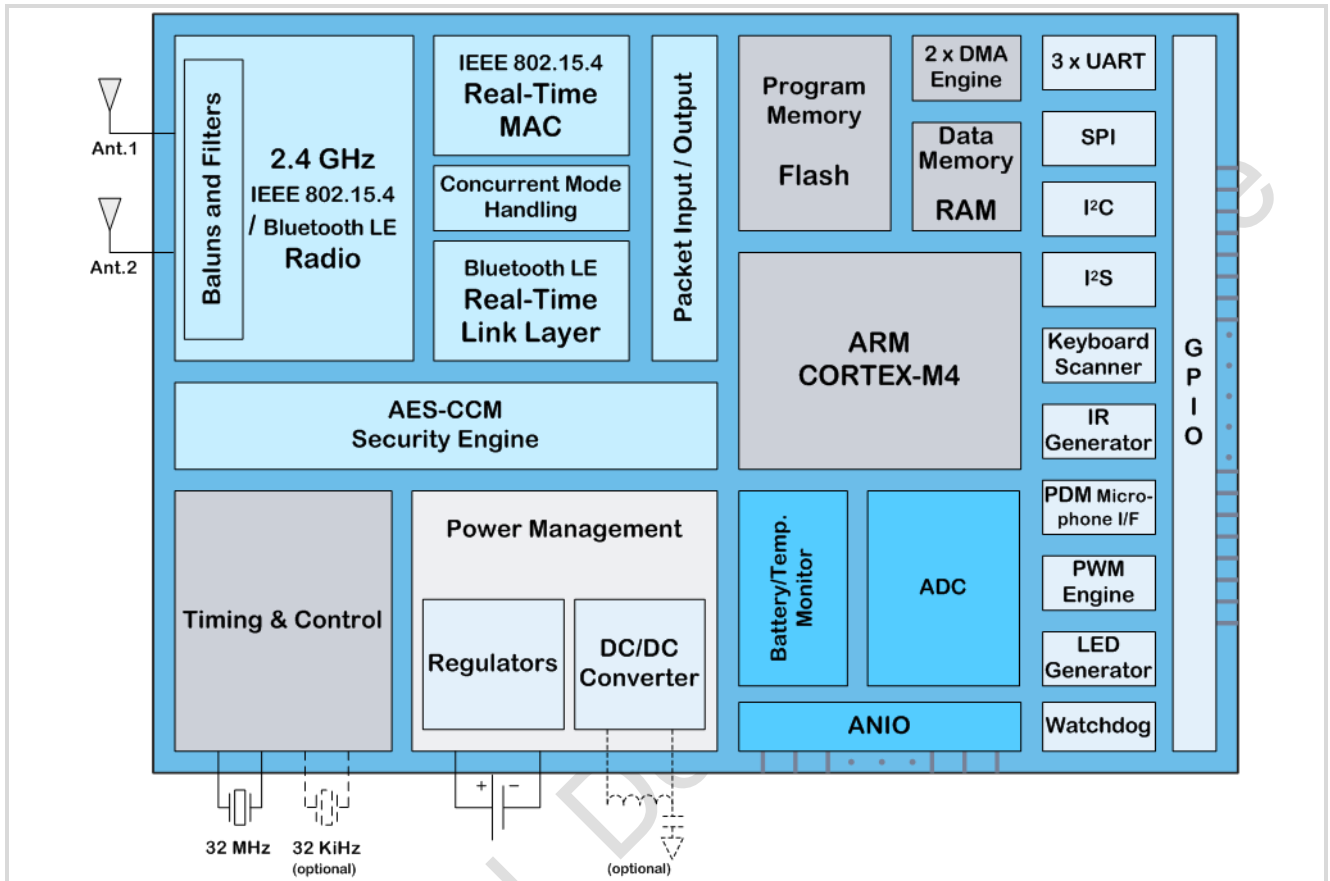 Ant.1
Ant.2
Baluns and Filters
2.4 GHz
IEEE 802.15.4
/ Bluetooth LE
Radio
IEEE 802.15.4
Real-Time
MAC
Concurrent Mode
Handling
Bluetooth LE
Real-Time
Link Layer
Packet Input / Output
AES-CCM
Security Engine
Program
Memory
Flash
2 x DMA
Engine
Data
Memory
RAM
ARM
CORTEX-M4
3 x UART
SPI
I²C
I²S
Keyboard
Scanner
IR
Generator
PDM Micro-
phone I/F
PWM
Engine
LED
Generator
Watchdog
G
P
I
O
Timing & Control
Power Management
Regulators
DC/DC
Converter
Battery/Temp.
Monitor
ADC
ANIO
+ −
32 MHz
32 KiHz
(optional)
(optional)